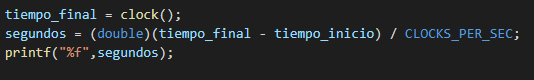 tiempo_final = clock();
segundos = (double)(tiempo_final - tiempo_inicio) / CLOCKS_PER_SEC;
printf("%f",segundos);